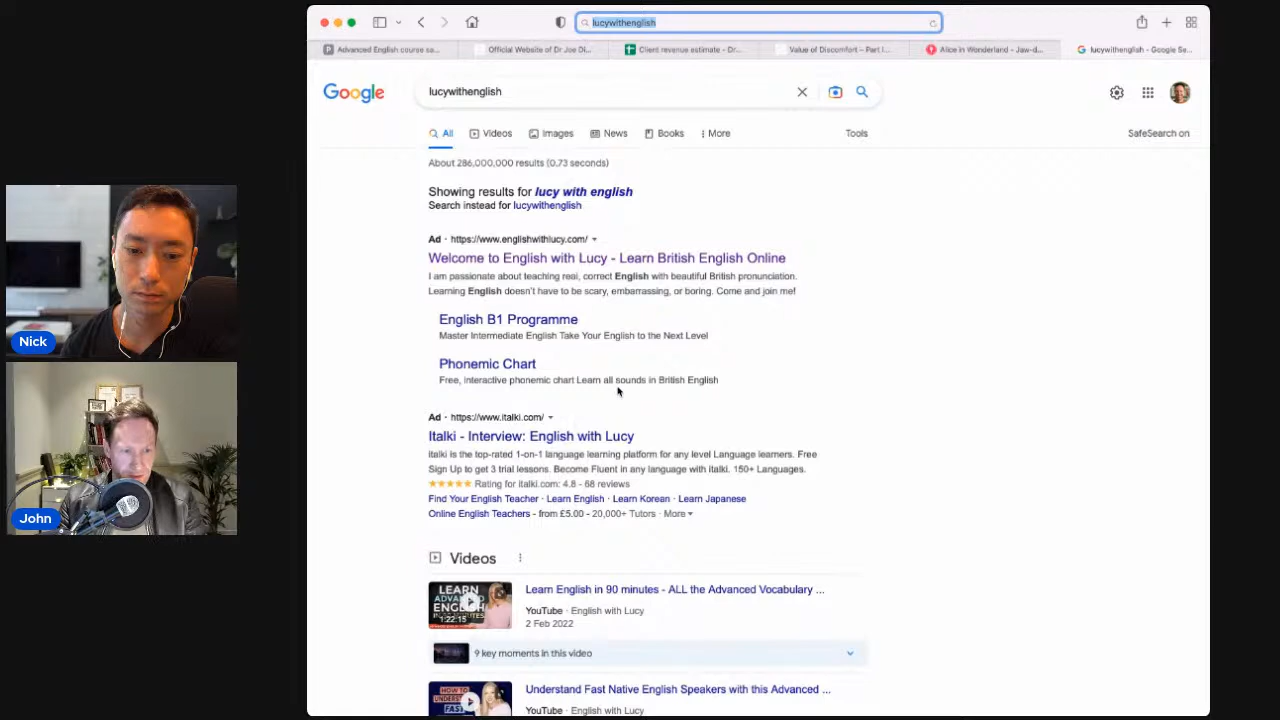 lucywithenglish
Advanced English course sa...
Official Website of Dr Joe Di...
Client revenue estimate - Dr...
Value of Discomfort – Part I...
Alice in Wonderland - Jaw-d...
lucywithenglish - Google Se...
Google
lucywithenglish
All
Videos
Images
News
Books
More
Tools
SafeSearch on
About 286,000,000 results (0.73 seconds)
Showing results for lucy with english
Search instead for lucywithenglish
Ad · https://www.englishwithlucy.com/
Welcome to English with Lucy - Learn British English Online
I am passionate about teaching real, correct English with beautiful British pronunciation.
Learning English doesn't have to be scary, embarrassing, or boring. Come and join me!
English B1 Programme
Master Intermediate English Take Your English to the Next Level
Phonemic Chart
Free, interactive phonemic chart Learn all sounds in British English
Ad · https://www.italki.com/
Italki - Interview: English with Lucy
italki is the top-rated 1-on-1 language learning platform for any level Language learners. Free
Sign Up to get 3 trial lessons. Become Fluent in any language with italki. 150+ Languages.
Rating for italki.com: 4.8 - 68 reviews
Find Your English Teacher · Learn English · Learn Korean · Learn Japanese
Online English Teachers - from £5.00 - 20,000+ Tutors · More
Videos
LEARN
ADVANCED
ENGLISH
1:22:15
Learn English in 90 minutes - ALL the Advanced Vocabulary ...
YouTube · English with Lucy
2 Feb 2022
9 key moments in this video
HOW TO
UNDERSTAND
FAST
Understand Fast Native English Speakers with this Advanced ...
YouTube · English with Lucy
Nick
John